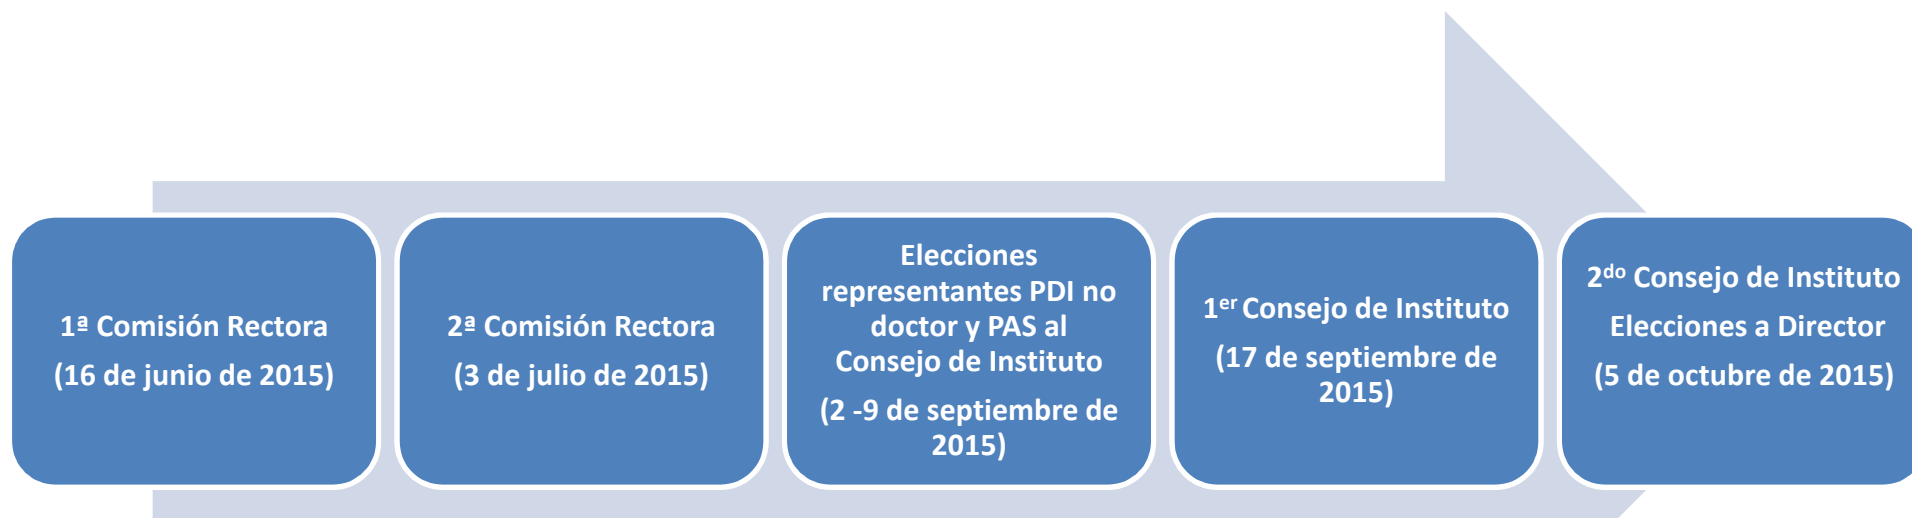 1ª Comisión Rectora
(16 de junio de 2015)
2ª Comisión Rectora
(3 de julio de 2015)
Elecciones
representantes PDI no
doctor y PAS al
Consejo de Instituto
(2 -9 de septiembre de
2015)
1er Consejo de Instituto
(17 de septiembre de
2015)
2do Consejo de Instituto
Elecciones a Director
(5 de octubre de 2015)